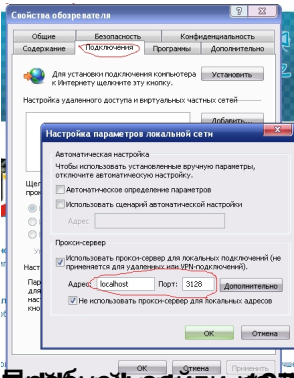 Свойства обозревателя
Общие
Безопасность
Конфиденциальность
Содержание
Подключения
Программы
Дополнительно
Для установки подключения компьютера к Интернету щелкните эту кнопку.
Установить
Настройка удаленного доступа и виртуальных частных сетей
Добавить...
Настройка параметров локальной сети
Автоматическая настройка
Чтобы использовать установленные вручную параметры,
отключите автоматическую настройку.
Автоматическое определение параметров
Использовать сценарий автоматической настройки
Адрес
Прокси-сервер
Использовать прокси-сервер для локальных подключений (не
применяется для удаленных или VPN-подключений).
Адрес: localhost Порт: 3128 Дополнительно
Не использовать прокси-сервер для локальных адресов
ОК
Отмена
ОК
Отмена
Применить